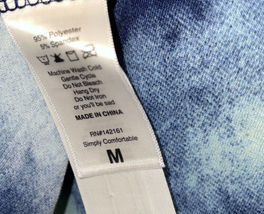 95% Polyester
5% Spandex
Machine Wash Cold
Gentle Cycle
Do Not Bleach
Hang Dry
Do Not Iron
or you'll be sad
MADE IN CHINA
RN#142161
Simply Comfortable
M